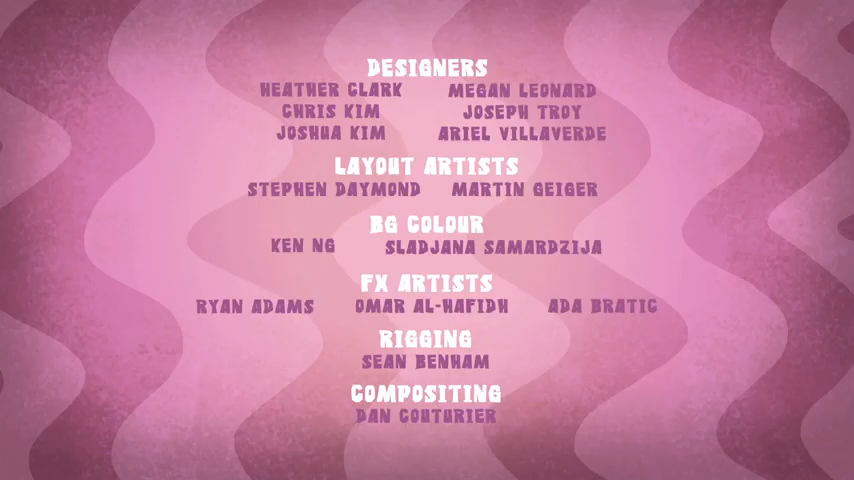 DESIGNERS
HEATHER CLARK MEGAN LEONARD
CHRIS KIM JOSEPH TROY
JOSHUA KIM ARIEL VILLAVERDE
LAYOUT ARTISTS
STEPHEN DAYMOND MARTIN GEIGER
BG COLOUR
KEN NG SLADJANA SAMARDZIJA
FX ARTISTS
RYAN ADAMS OMAR AL-HAFIDH ADA BRATIC
RIGGING
SEAN BENHAM
COMPOSITING
DAN COUTURIER